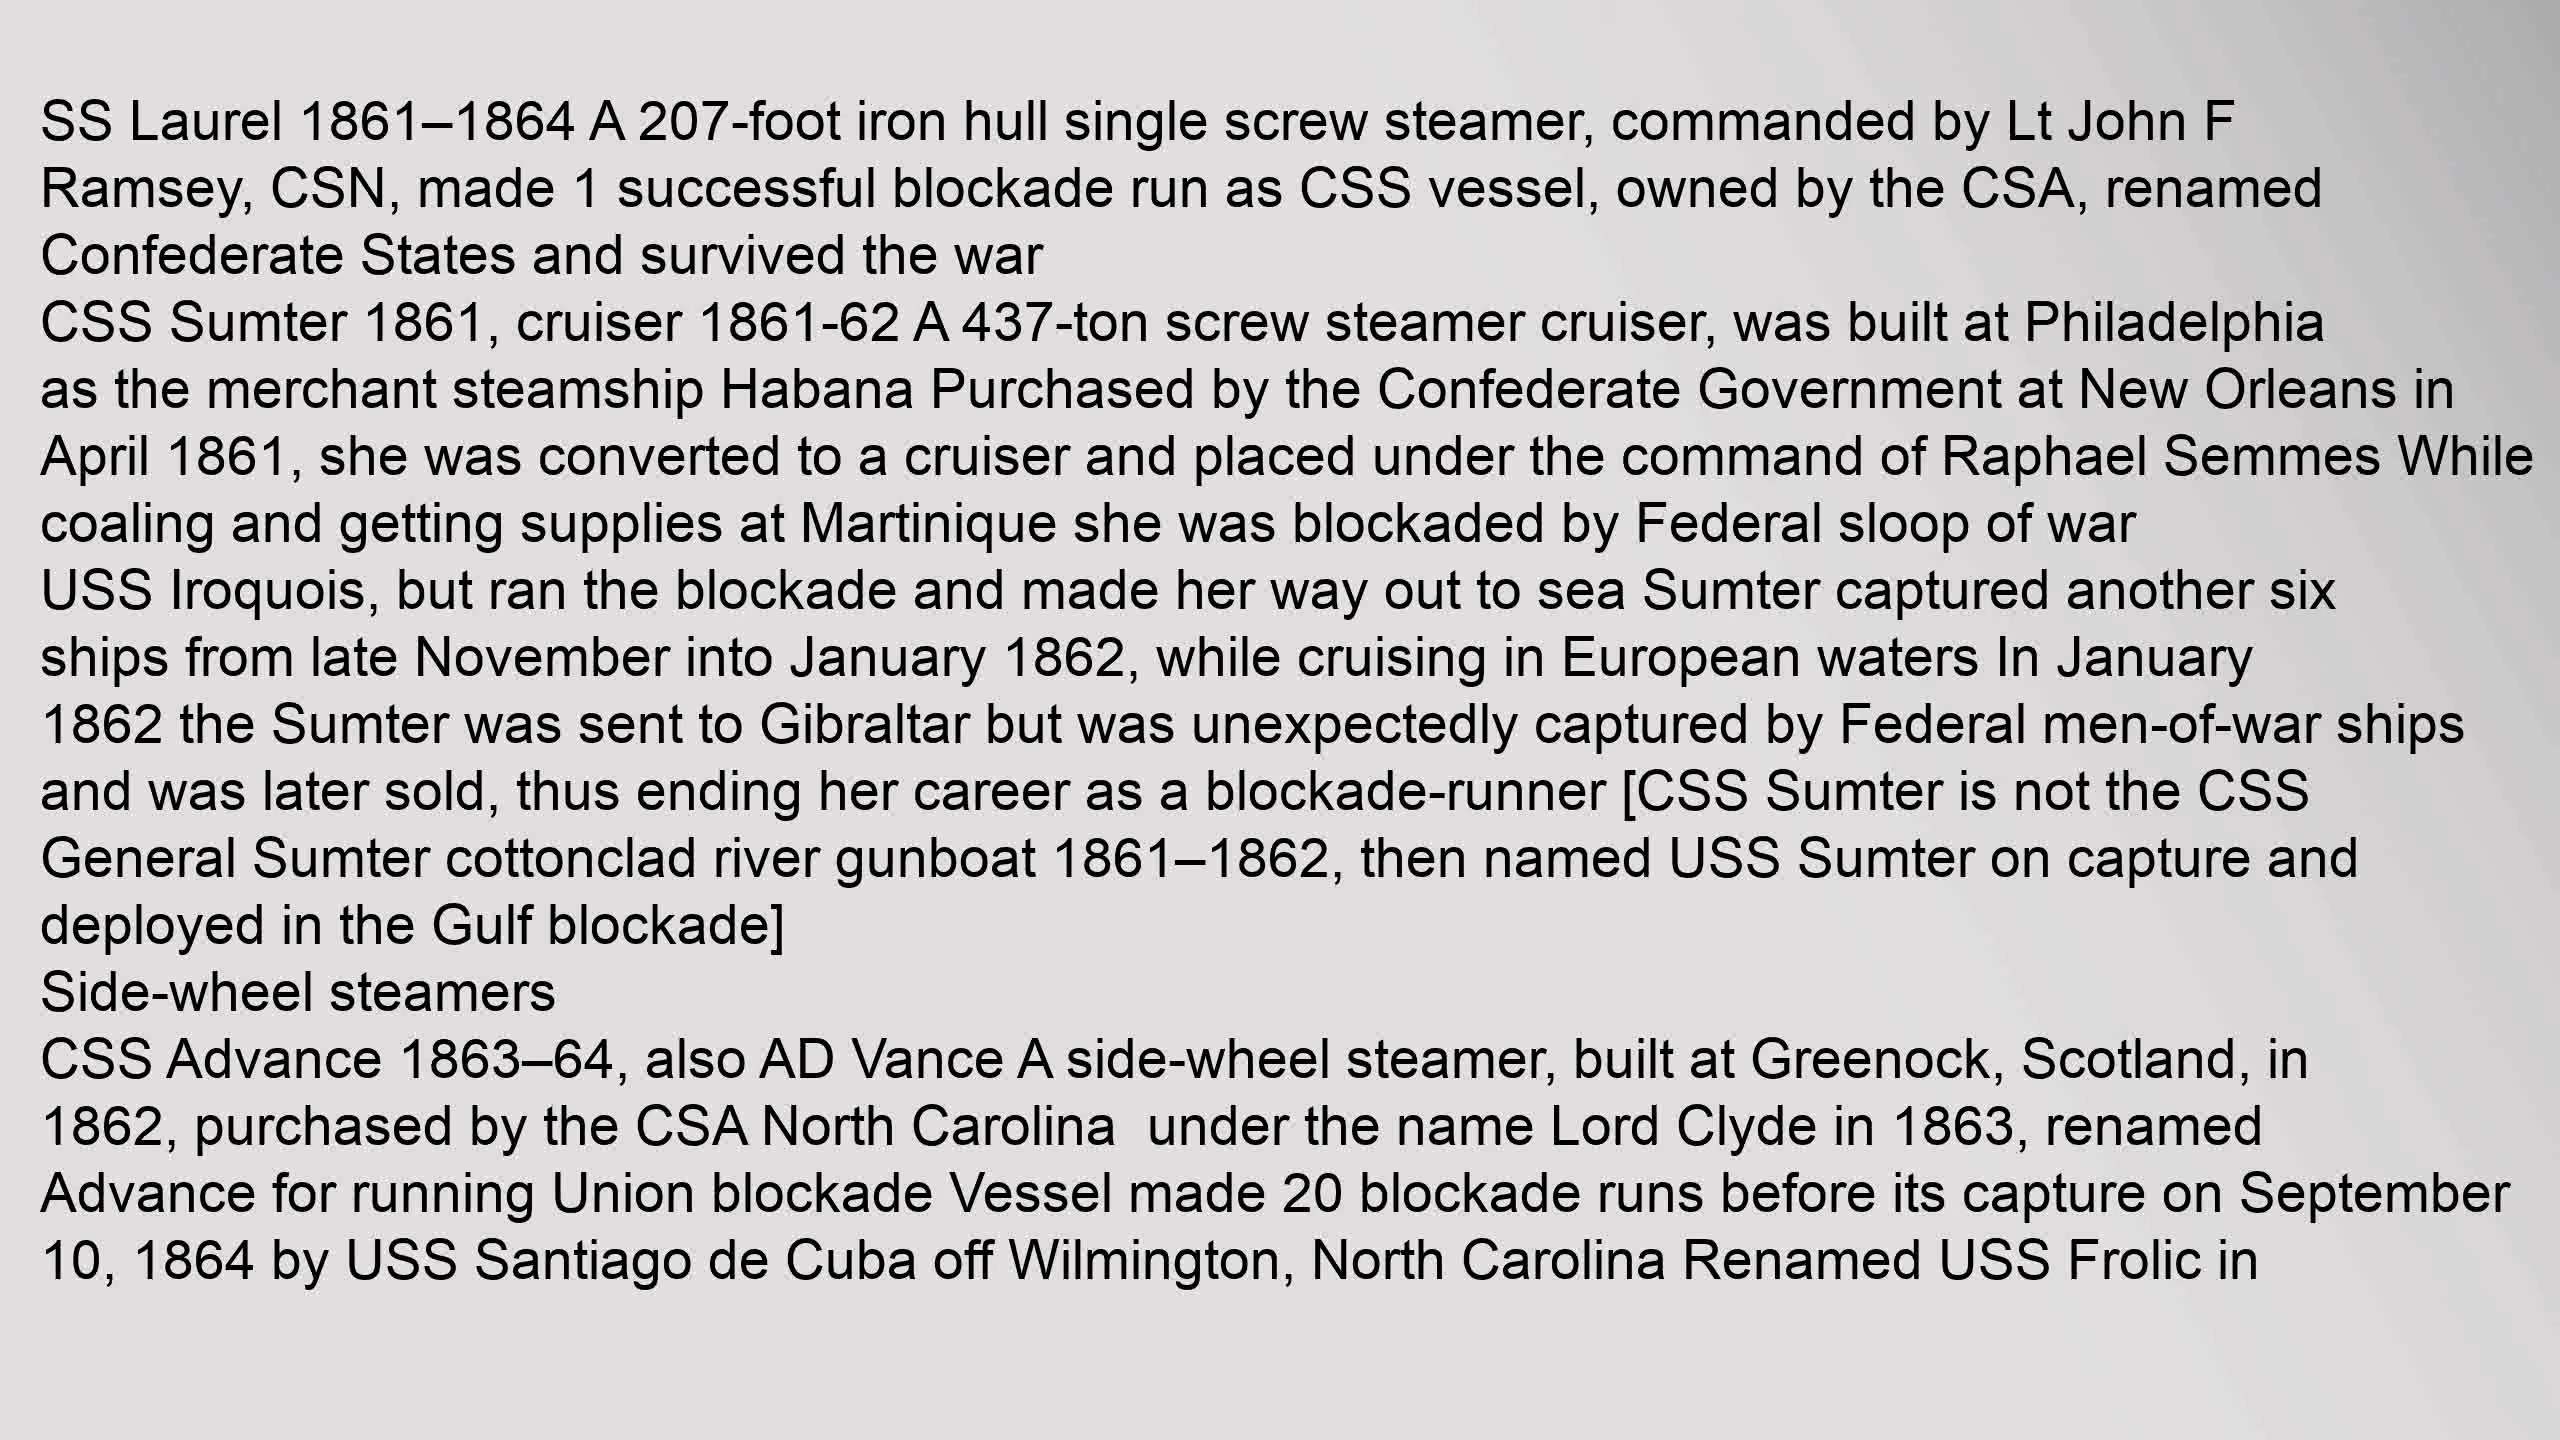 SS Laurel 1861–1864 A 207-foot iron hull single screw steamer, commanded by Lt John F
Ramsey, CSN, made 1 successful blockade run as CSS vessel, owned by the CSA, renamed
Confederate States and survived the war
CSS Sumter 1861, cruiser 1861-62 A 437-ton screw steamer cruiser, was built at Philadelphia
as the merchant steamship Habana Purchased by the Confederate Government at New Orleans in
April 1861, she was converted to a cruiser and placed under the command of Raphael Semmes While
coaling and getting supplies at Martinique she was blockaded by Federal sloop of war
USS Iroquois, but ran the blockade and made her way out to sea Sumter captured another six
ships from late November into January 1862, while cruising in European waters In January
1862 the Sumter was sent to Gibraltar but was unexpectedly captured by Federal men-of-war ships
and was later sold, thus ending her career as a blockade-runner [CSS Sumter is not the CSS
General Sumter cottonclad river gunboat 1861–1862, then named USS Sumter on capture and
deployed in the Gulf blockade]
Side-wheel steamers
CSS Advance 1863–64, also AD Vance A side-wheel steamer, built at Greenock, Scotland, in
1862, purchased by the CSA North Carolina  under the name Lord Clyde in 1863, renamed
Advance for running Union blockade Vessel made 20 blockade runs before its capture on September
10, 1864 by USS Santiago de Cuba off Wilmington, North Carolina Renamed USS Frolic in